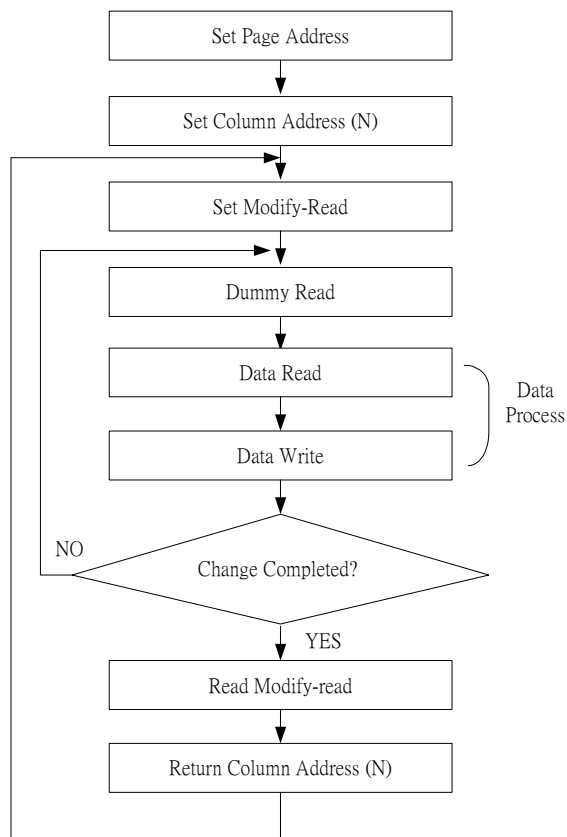 Set Page Address
Set Column Address (N)
Set Modify-Read
Dummy Read
Data Read
Data
Process
Data Write
NO
Change Completed?
YES
Read Modify-read
Return Column Address (N)